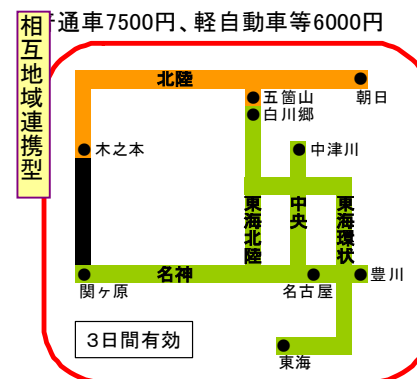 通車7500円、軽自動車等6000円
相互地域連携型
北陸
五箇山
朝日
白川郷
木之本
中津川
東海北陸
中央
東海環状
名神
関ヶ原
名古屋
豊川
3日間有効
東海